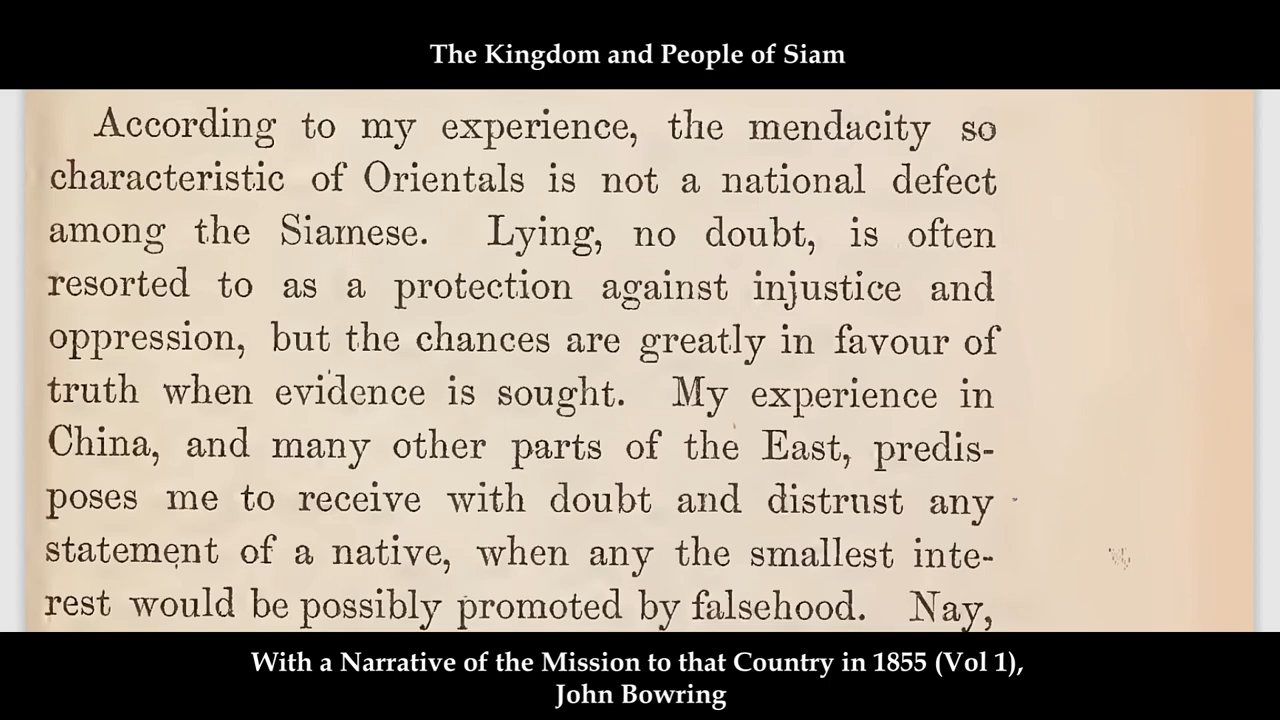 The Kingdom and People of Siam
According to my experience, the mendacity so
characteristic of Orientals is not a national defect
among the Siamese. Lying, no doubt, is often
resorted to as a protection against injustice and
oppression, but the chances are greatly in favour of
truth when evidence is sought. My experience in
China, and many other parts of the East, predis-
poses me to receive with doubt and distrust any
statement of a native, when any the smallest inte-
rest would be possibly promoted by falsehood. Nay,
With a Narrative of the Mission to that Country in 1855 (Vol 1),
John Bowring